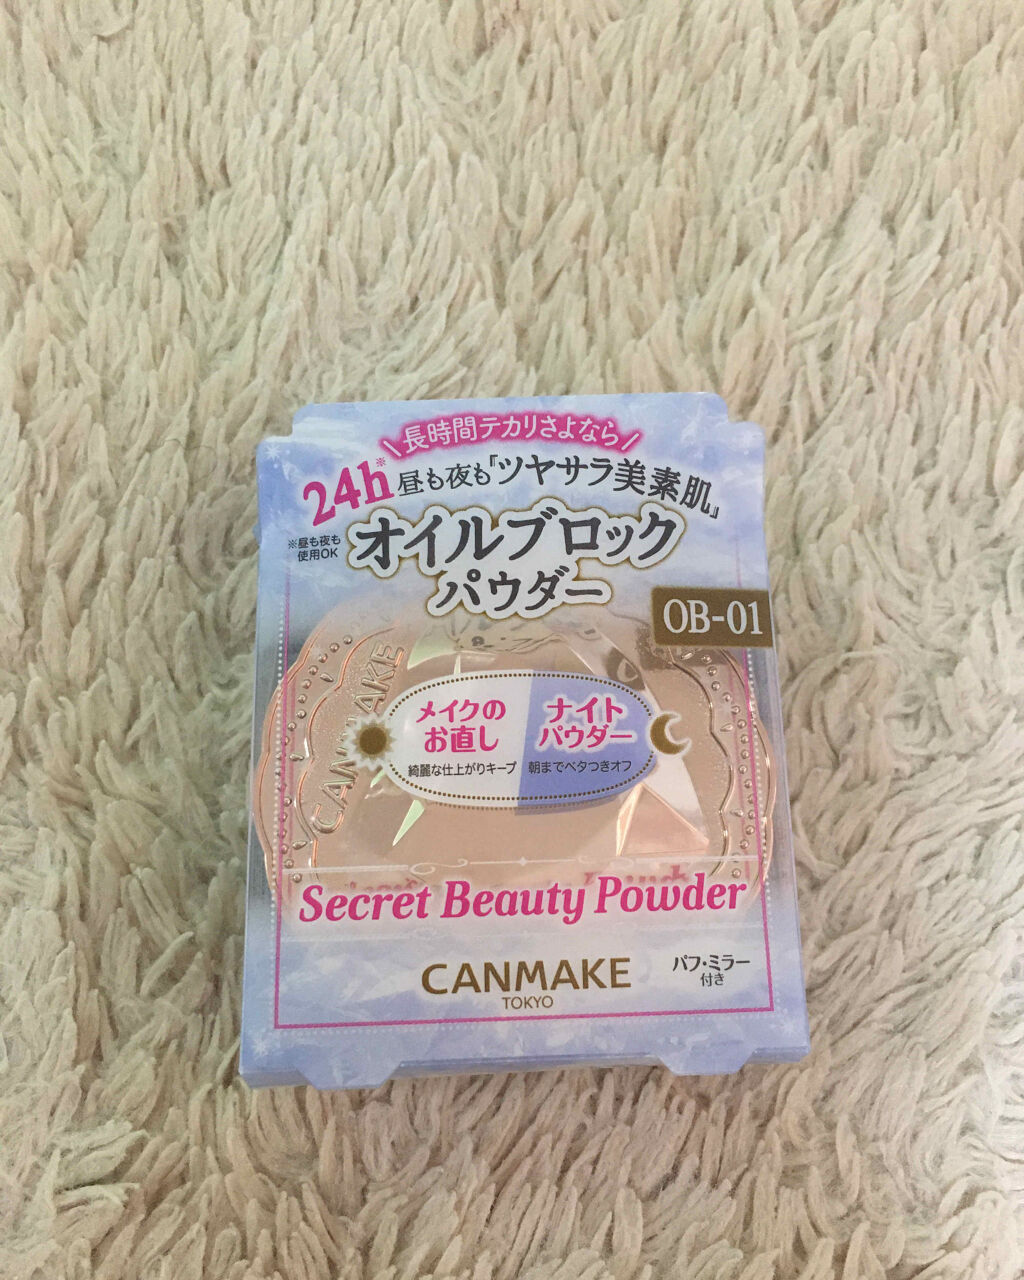 \長時間テカリさよなら/
24h※昼も夜も「ツヤサラ美素肌」
※昼も夜も
使用OK
オイルブロック
パウダー
OB-01
CANMAKE
メイクの
お直し
綺麗な仕上がりキープ
ナイト
パウダー
朝までベタつきオフ
Secret Beauty Powder
CANMAKE
TOKYO
パフ・ミラー
付き